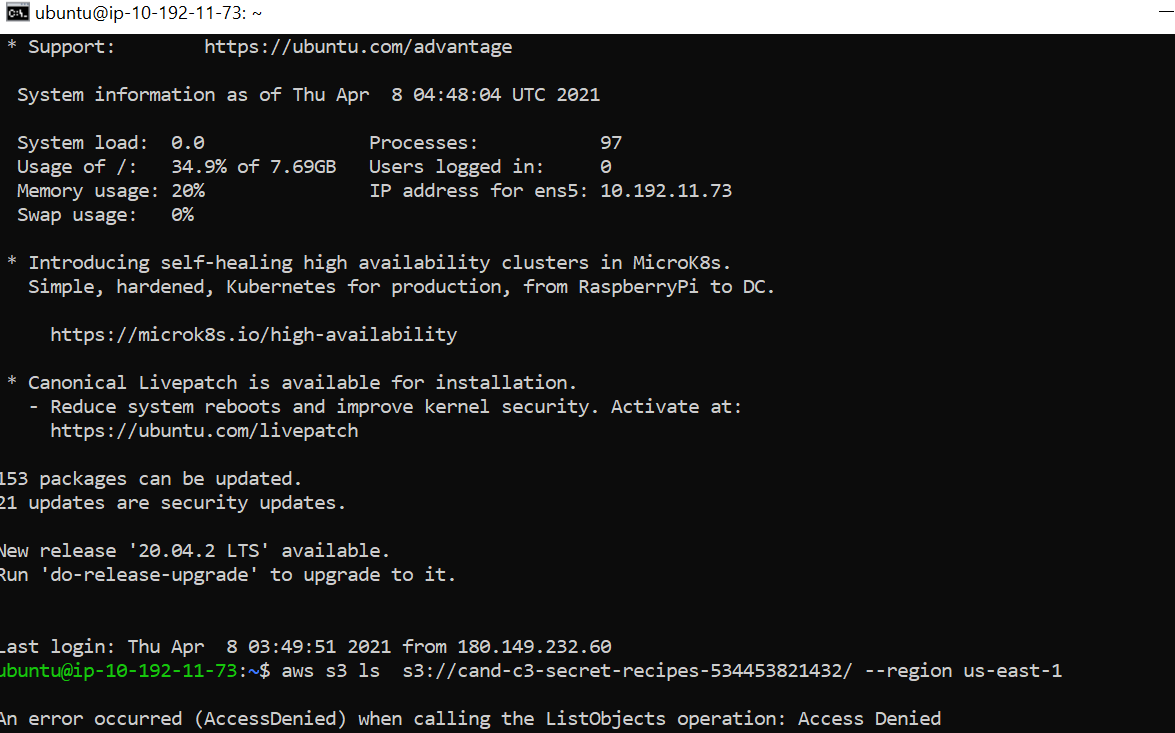 ubuntu@ip-10-192-11-73: ~
* Support:        https://ubuntu.com/advantage
System information as of Thu Apr  8 04:48:04 UTC 2021
System load:  0.0               Processes:           97
Usage of /:   34.9% of 7.69GB   Users logged in:     0
Memory usage: 20%               IP address for ens5: 10.192.11.73
Swap usage:   0%
* Introducing self-healing high availability clusters in MicroK8s.
Simple, hardened, Kubernetes for production, from RaspberryPi to DC.
https://microk8s.io/high-availability
* Canonical Livepatch is available for installation.
- Reduce system reboots and improve kernel security. Activate at:
https://ubuntu.com/livepatch
153 packages can be updated.
21 updates are security updates.
New release '20.04.2 LTS' available.
Run 'do-release-upgrade' to upgrade to it.
Last login: Thu Apr  8 03:49:51 2021 from 180.149.232.60
ubuntu@ip-10-192-11-73:~$ aws s3 ls  s3://cand-c3-secret-recipes-534453821432/ --region us-east-1
An error occurred (AccessDenied) when calling the ListObjects operation: Access Denied